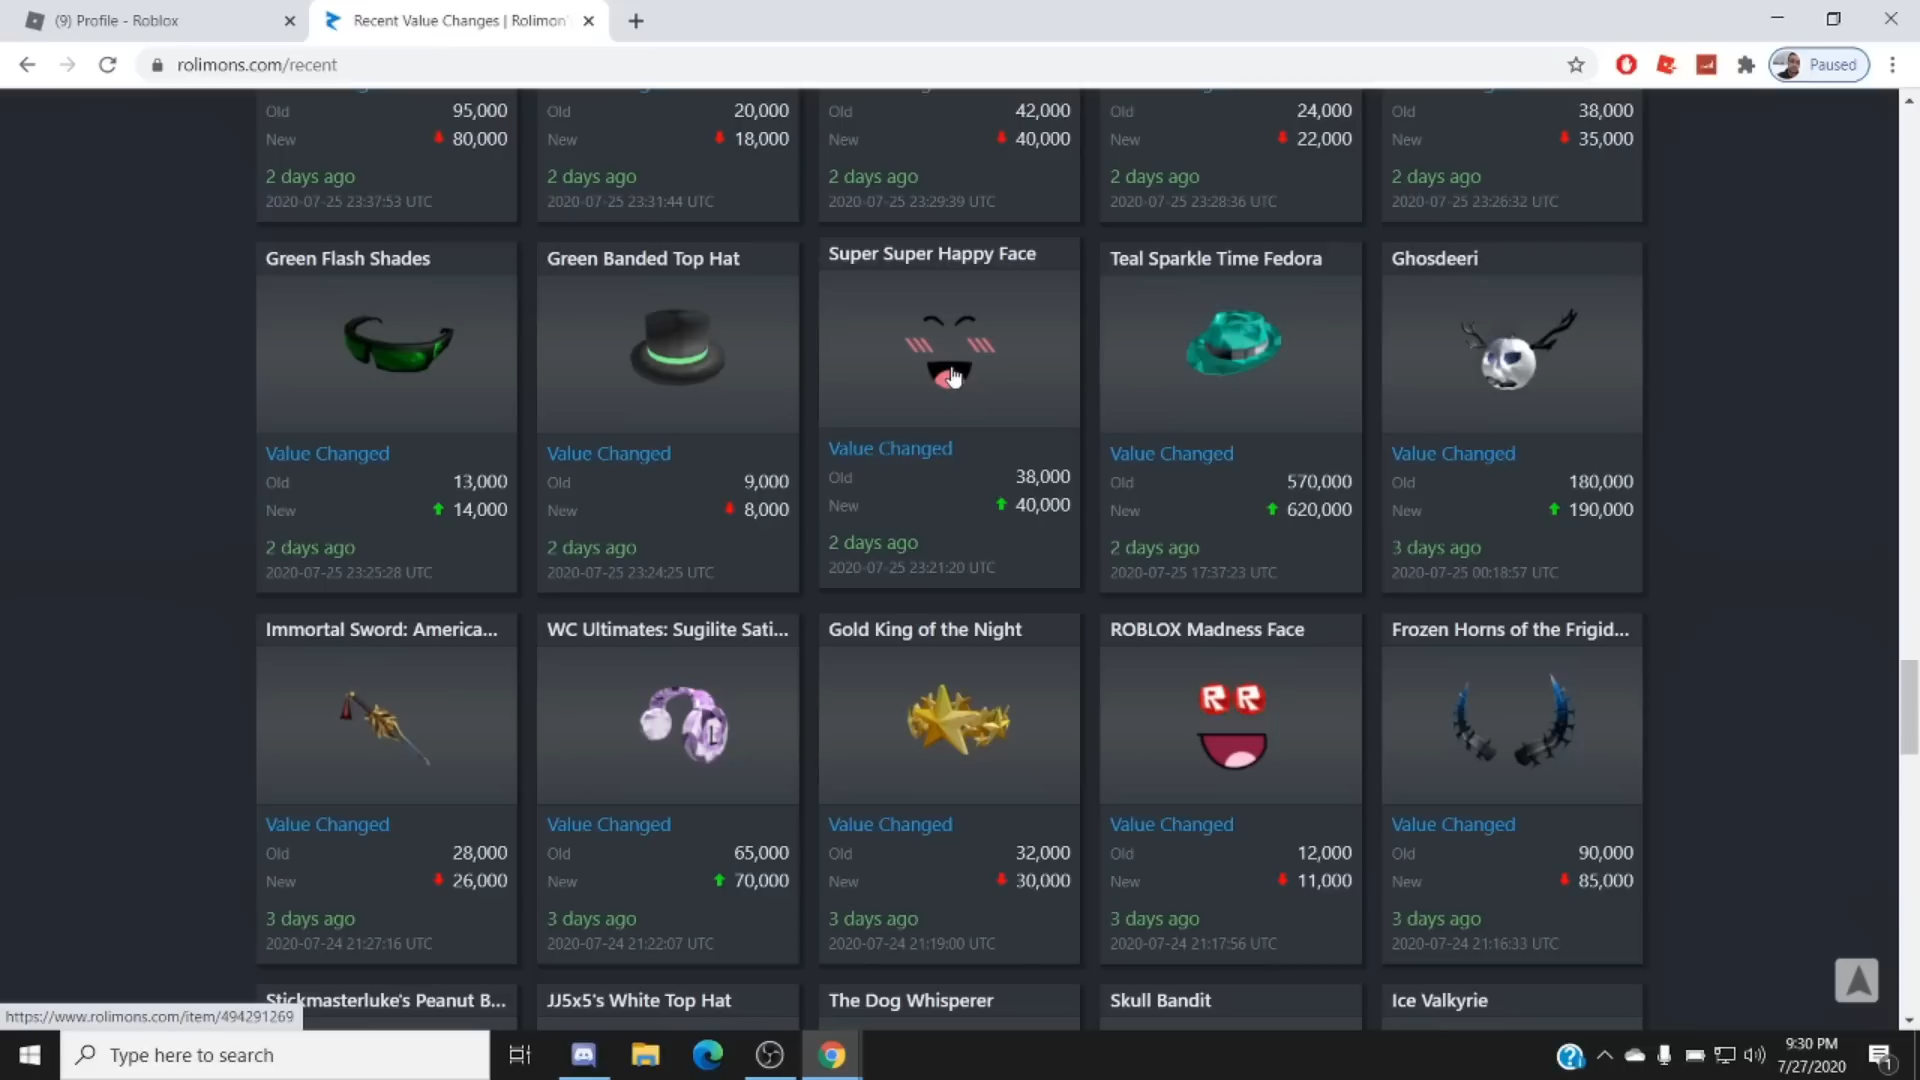 (9) Profile - Roblox
Recent Value Changes | Rolimon'
rolimons.com/recent
Paused
Old 95,000
New 80,000
2 days ago
2020-07-25 23:37:53 UTC
Old 20,000
New 18,000
2 days ago
2020-07-25 23:31:44 UTC
Old 42,000
New 40,000
2 days ago
2020-07-25 23:29:39 UTC
Old 24,000
New 22,000
2 days ago
2020-07-25 23:28:36 UTC
Old 38,000
New 35,000
2 days ago
2020-07-25 23:26:32 UTC
Green Flash Shades
Value Changed
Old 13,000
New 14,000
2 days ago
2020-07-25 23:25:28 UTC
Green Banded Top Hat
Value Changed
Old 9,000
New 8,000
2 days ago
2020-07-25 23:24:25 UTC
Super Super Happy Face
Value Changed
Old 38,000
New 40,000
2 days ago
2020-07-25 23:21:20 UTC
Teal Sparkle Time Fedora
Value Changed
Old 570,000
New 620,000
2 days ago
2020-07-25 17:37:23 UTC
Ghosdeeri
Value Changed
Old 180,000
New 190,000
3 days ago
2020-07-25 00:18:57 UTC
Immortal Sword: America...
Value Changed
Old 28,000
New 26,000
3 days ago
2020-07-24 21:27:16 UTC
WC Ultimates: Sugilite Sati...
Value Changed
Old 65,000
New 70,000
3 days ago
2020-07-24 21:22:07 UTC
Gold King of the Night
Value Changed
Old 32,000
New 30,000
3 days ago
2020-07-24 21:19:00 UTC
ROBLOX Madness Face
R R
Value Changed
Old 12,000
New 11,000
3 days ago
2020-07-24 21:17:56 UTC
Frozen Horns of the Frigid...
Value Changed
Old 90,000
New 85,000
3 days ago
2020-07-24 21:16:33 UTC
Stickmasterluke's Peanut B...
JJ5x5's White Top Hat
The Dog Whisperer
Skull Bandit
Ice Valkyrie
https://www.rolimons.com/item/494291269
Type here to search
9:30 PM
7/27/2020
1